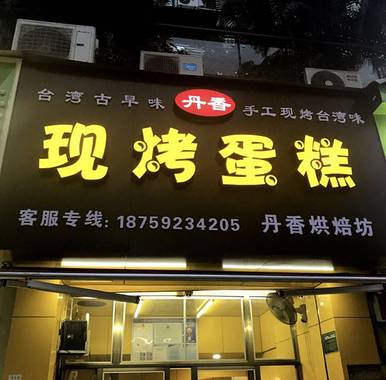 台湾古早味 丹香 手工现烤台湾味
现烤蛋糕
客服专线: 18759234205 丹香烘焙坊